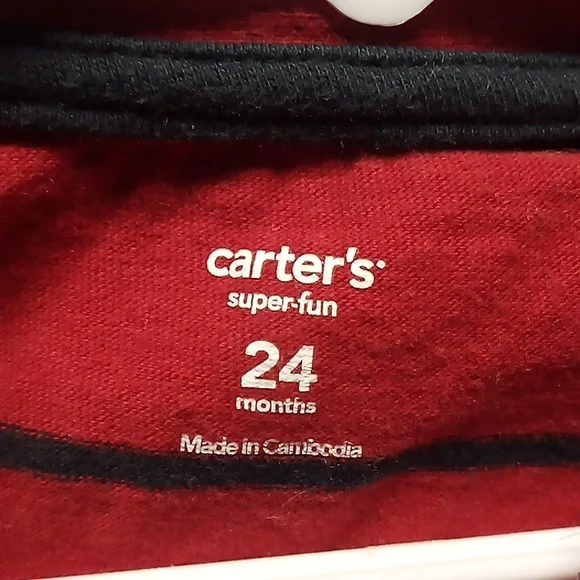 carter's
super-fun
24
months
Made in Cambodia